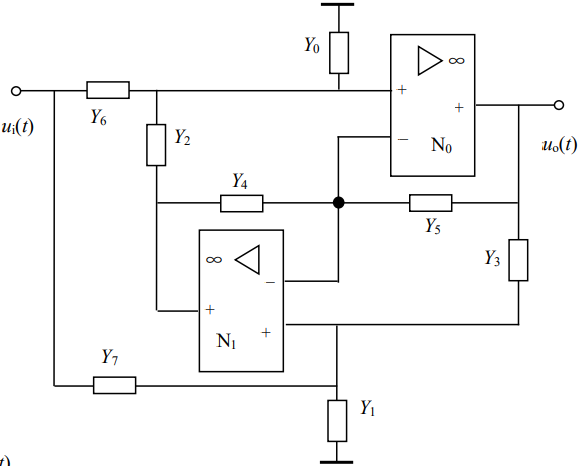 Y0
∞
+
+
−
N0
ui(t)
Y6
Y2
uo(t)
Y4
Y5
∞
−
Y3
+
+
N1
Y7
Y1
t)